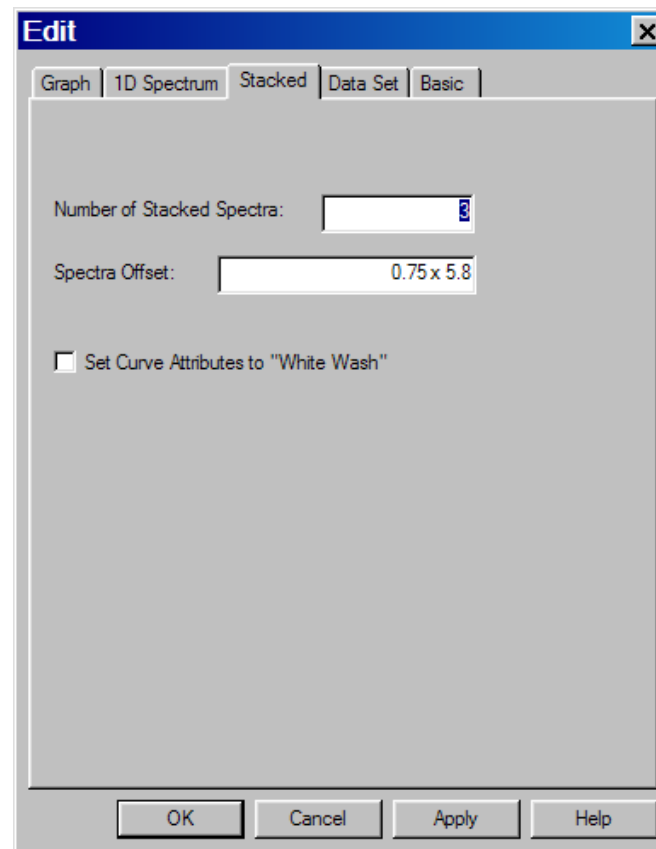 Edit
Graph 1D Spectrum Stacked Data Set Basic
Number of Stacked Spectra: 3
Spectra Offset: 0.75 x 5.8
Set Curve Attributes to "White Wash"
OK Cancel Apply Help